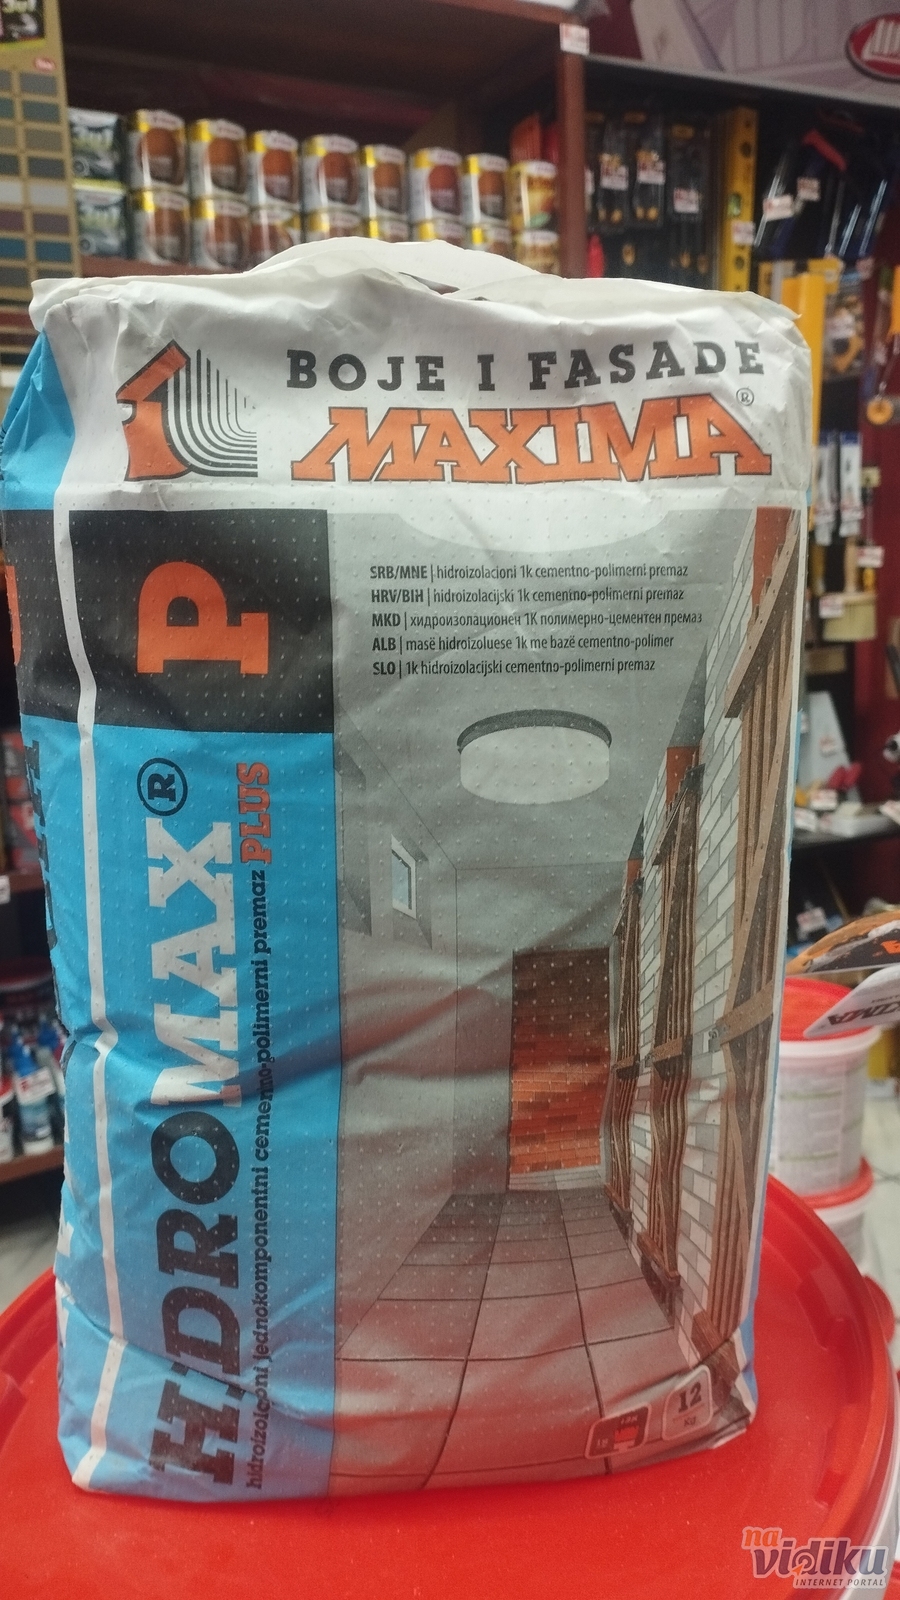 BOJE I FASADE
MAXIMA®
P
SRB/MNE | hidroizolacioni 1k cementno-polimerni premaz
HRV/BIH | hidroizolacijski 1k cementno-polimerni premaz
MKD | хидроизолационен 1К полимерно-цементен премаз
ALB | masë hidroizoluese 1k me bazë cementno-polimer
SLO | 1k hidroizolacijski cementno-polimerni premaz
HIDROMAX®
PLUS
hidroizolacioni jednokomponentni cementno-polimerni premaz
12
Kg
na
vidiku
INTERNET PORTAL